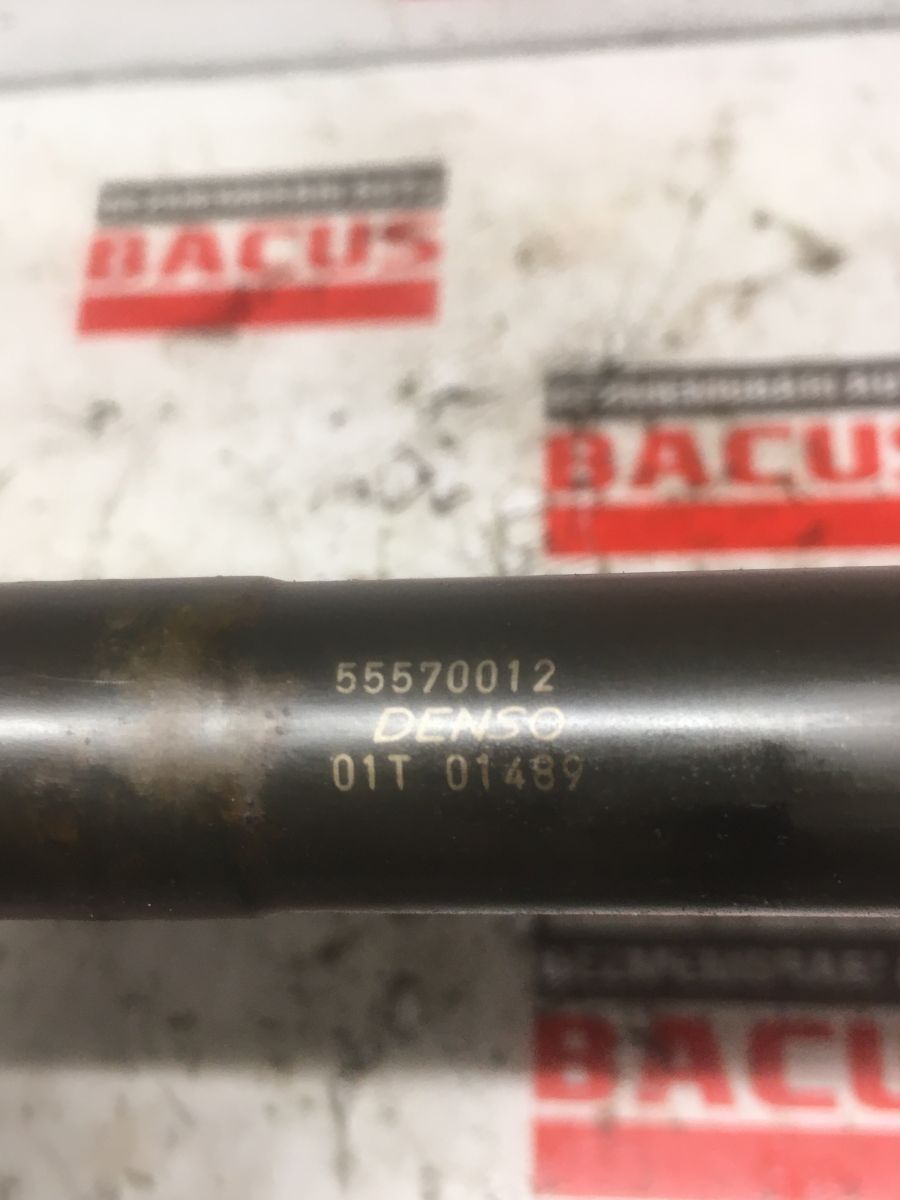 BACUS
BACUS
55570012
DENSO
01T 01489
BACU